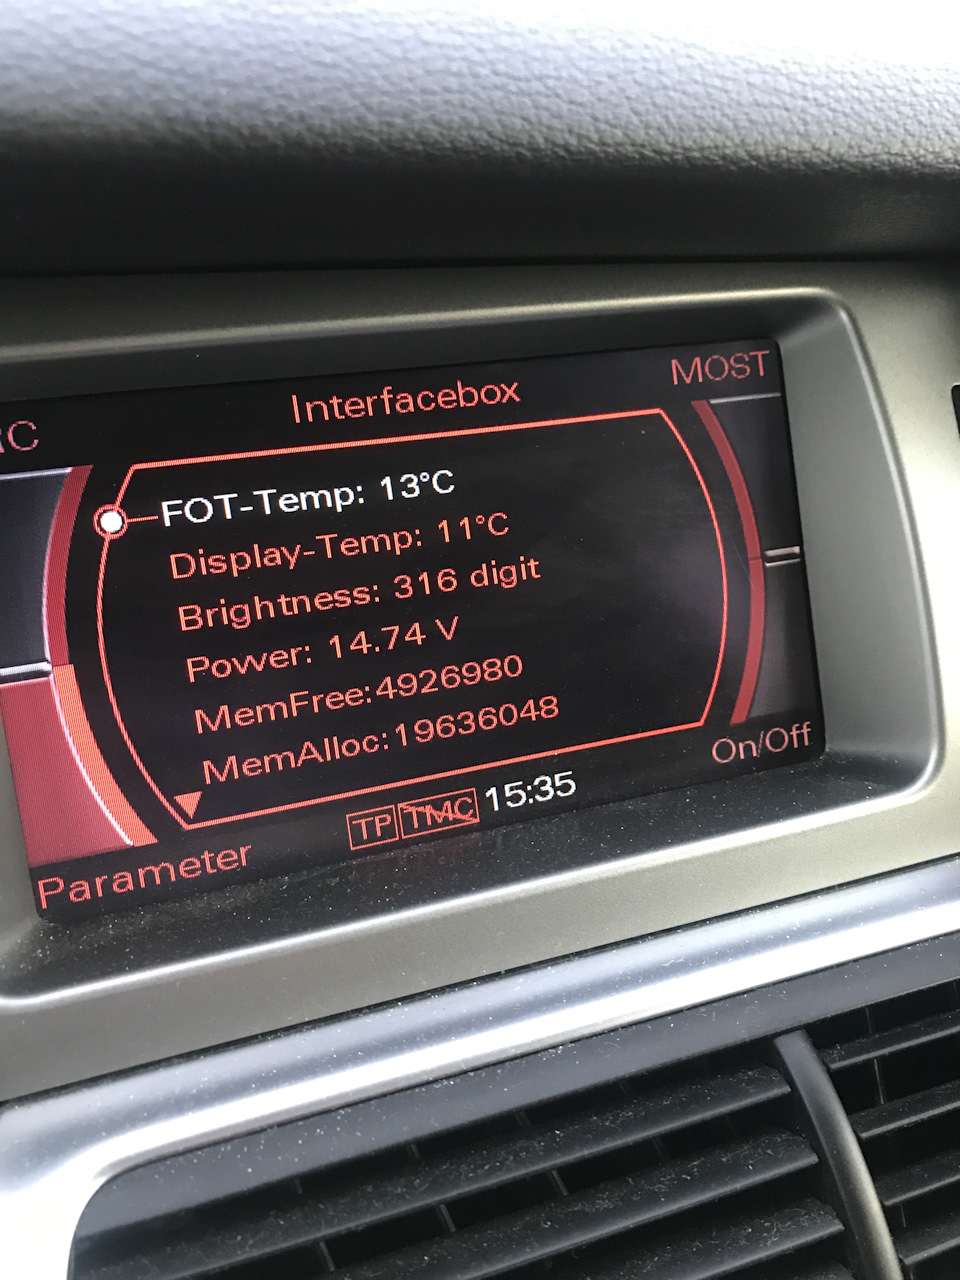 Interfacebox
MOST
FOT-Temp: 13°C
Display-Temp: 11°C
Brightness: 316 digit
Power: 14.74 V
MemFree:4926980
MemAlloc:19636048
On/Off
TP TMC 15:35
Parameter